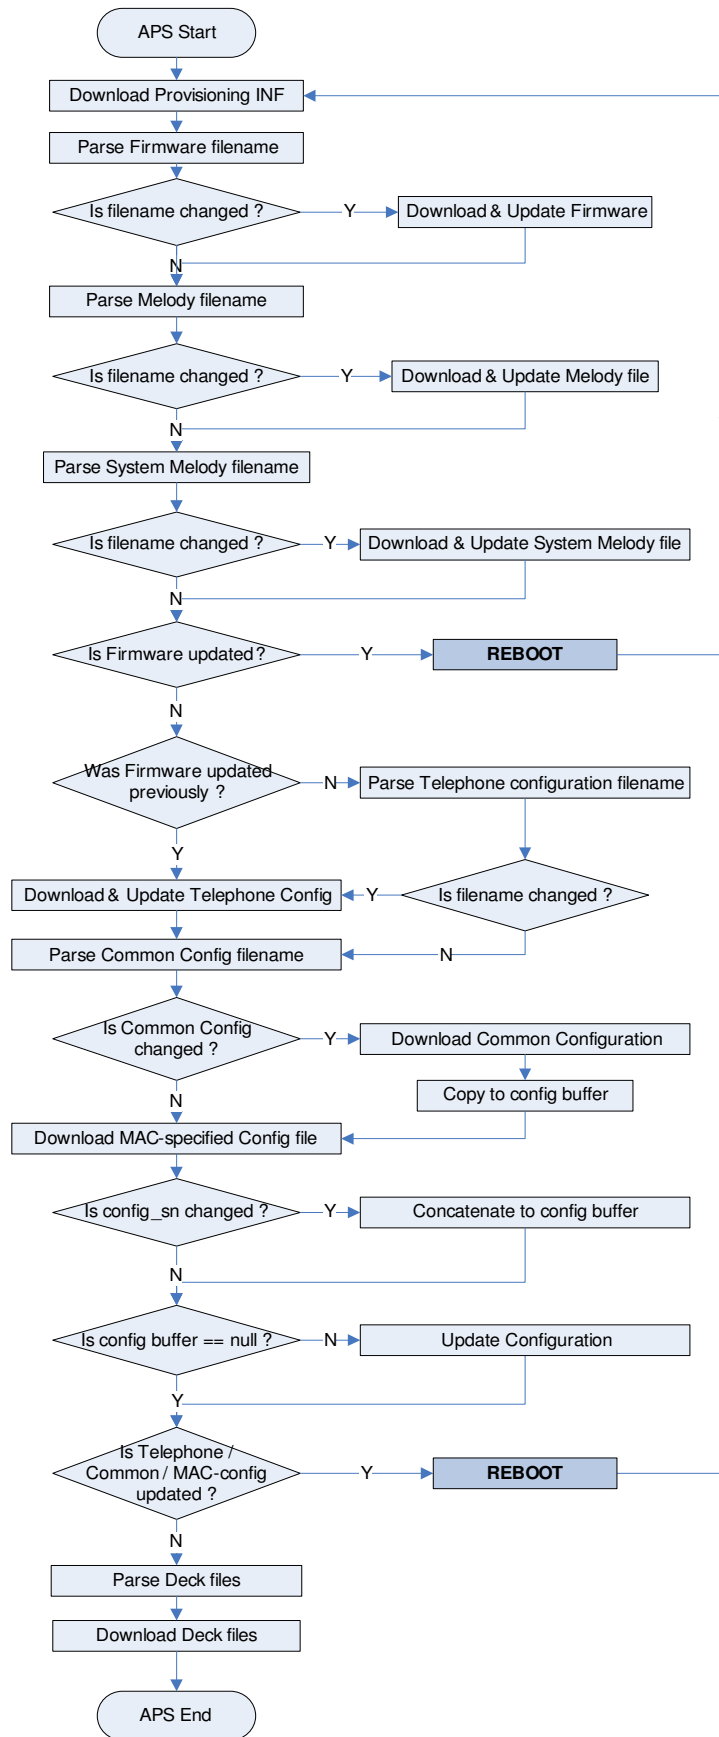 APS Start
Download Provisioning INF
Parse Firmware filename
Is filename changed ?
Y
Download & Update Firmware
N
Parse Melody filename
Is filename changed ?
Y
Download & Update Melody file
N
Parse System Melody filename
Is filename changed ?
Y
Download & Update System Melody file
N
Is Firmware updated?
Y
REBOOT
N
Was Firmware updated
previously ?
N
Parse Telephone configuration filename
Y
Download & Update Telephone Config
Y
Is filename changed ?
Parse Common Config filename
N
Is Common Config
changed ?
Y
Download Common Configuration
N
Copy to config buffer
Download MAC-specified Config file
Is config_sn changed ?
Y
Concatenate to config buffer
N
Is config buffer == null ?
N
Update Configuration
Y
Is Telephone /
Common / MAC-config
updated ?
Y
REBOOT
N
Parse Deck files
Download Deck files
APS End